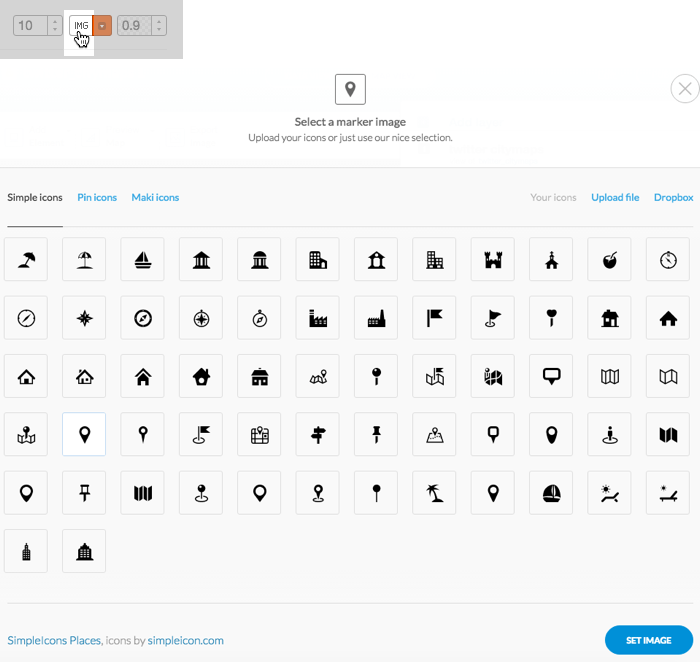 10 IMG 0.9
Select a marker image
Upload your icons or just use our nice selection.
Simple icons Pin icons Maki icons Your icons Upload file Dropbox
SimpleIcons Places, icons by simpleicon.com
SET IMAGE